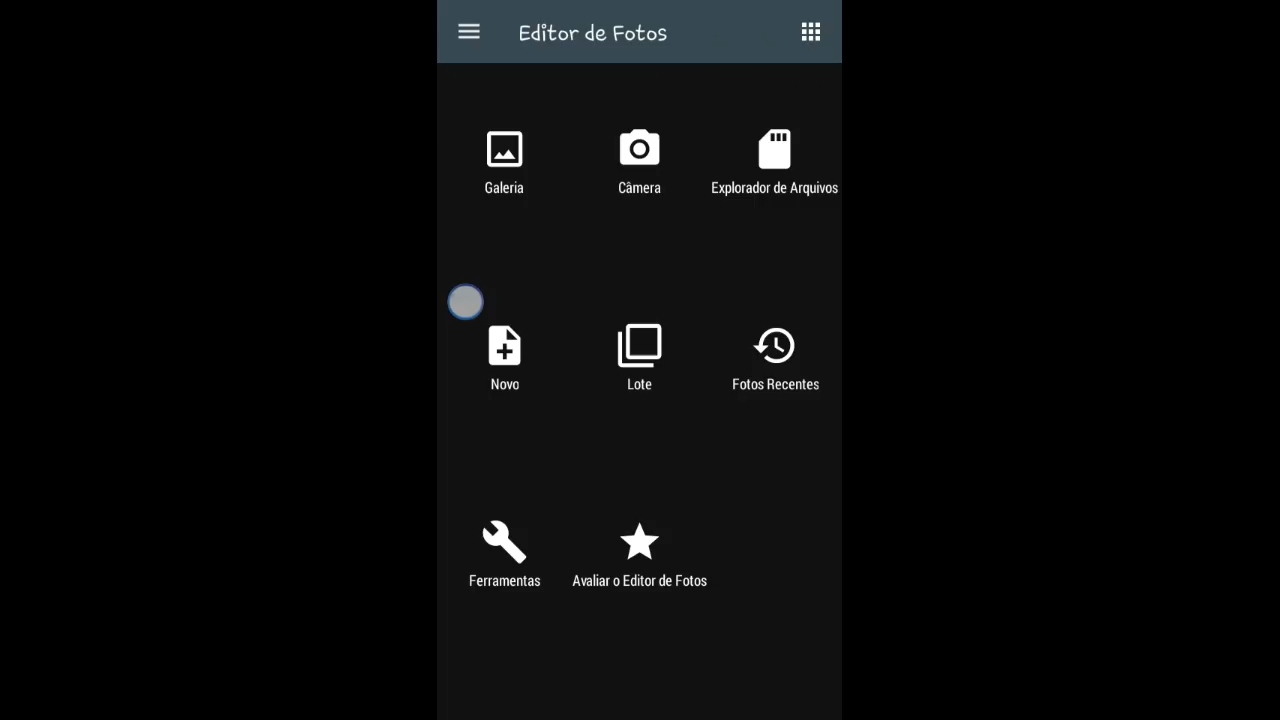 Editor de Fotos
Galeria
Câmera
Explorador de Arquivos
Novo
Lote
Fotos Recentes
Ferramentas
Avaliar o Editor de Fotos